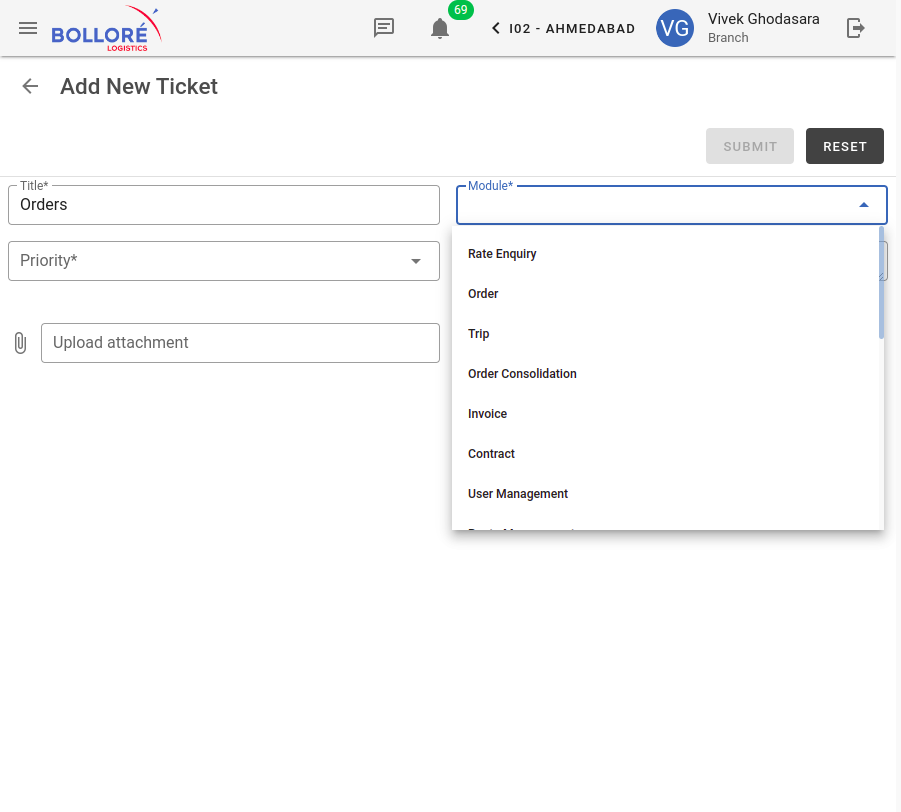 BOLLORÉ
LOGISTICS
69
I02 - AHMEDABAD
VG
Vivek Ghodasara
Branch
Add New Ticket
SUBMIT
RESET
Title*
Orders
Module*
Priority*
Upload attachment
Rate Enquiry
Order
Trip
Order Consolidation
Invoice
Contract
User Management